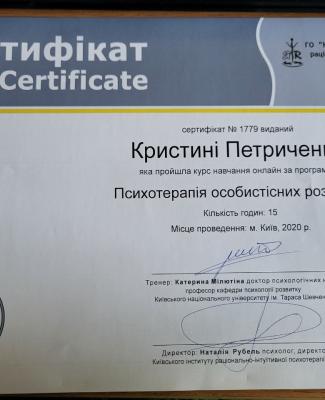 тифікат
Certificate
ГО
раці
сертифікат № 1779 виданий
Кристині Петричен
яка пройшла курс навчання онлайн за програм
Психотерапія особистісних роз
Кількість годин: 15
Місце проведення: м. Київ, 2020 р.
Тренер: Катерина Мілютіна доктор психологічних н
професор кафедри психології розвитку
Київського національного університету ім. Тараса Шевчен
Директор: Наталія Рубель психолог, директор
Київського інституту раціонально-інтуїтивної психотерапії